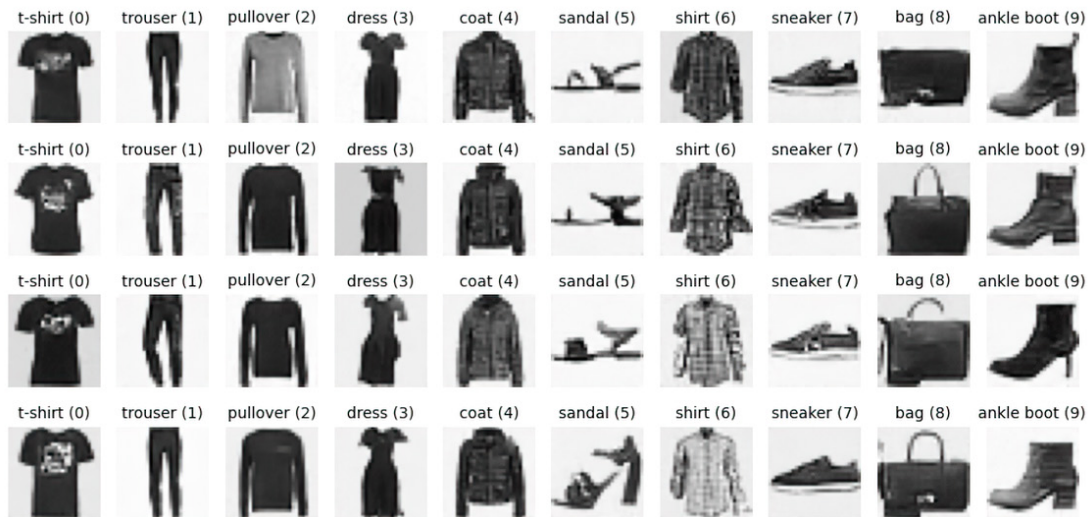 t-shirt (0) trouser (1) pullover (2) dress (3) coat (4) sandal (5) shirt (6) sneaker (7) bag (8) ankle boot (9)
t-shirt (0) trouser (1) pullover (2) dress (3) coat (4) sandal (5) shirt (6) sneaker (7) bag (8) ankle boot (9)
t-shirt (0) trouser (1) pullover (2) dress (3) coat (4) sandal (5) shirt (6) sneaker (7) bag (8) ankle boot (9)
t-shirt (0) trouser (1) pullover (2) dress (3) coat (4) sandal (5) shirt (6) sneaker (7) bag (8) ankle boot (9)